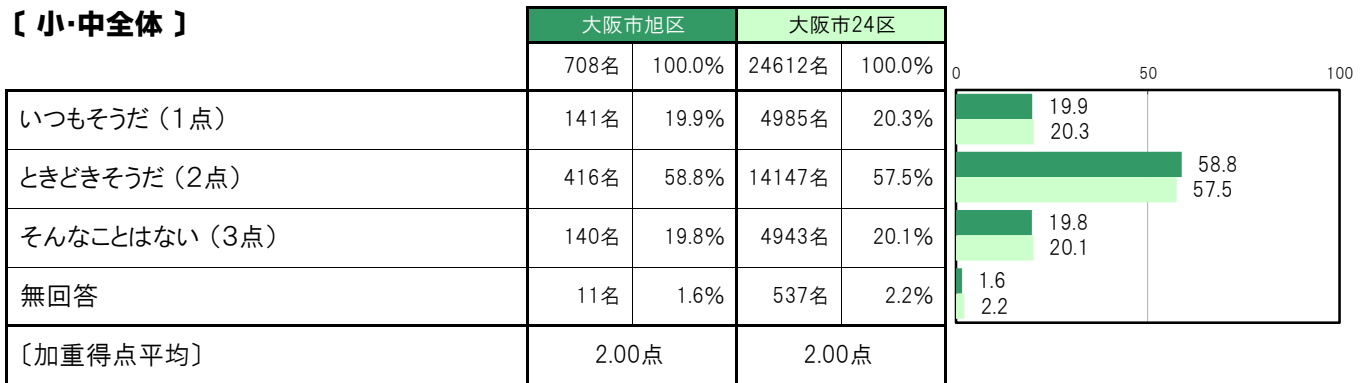 〔 小・中全体 〕
大阪市旭区 大阪市24区
708名 100.0% 24612名 100.0%
0 50 100
いつもそうだ（1点） 141名 19.9% 4985名 20.3%
19.9
20.3
ときどきそうだ（2点） 416名 58.8% 14147名 57.5%
58.8
57.5
そんなことはない（3点） 140名 19.8% 4943名 20.1%
19.8
20.1
無回答 11名 1.6% 537名 2.2%
1.6
2.2
〔加重得点平均〕 2.00点 2.00点